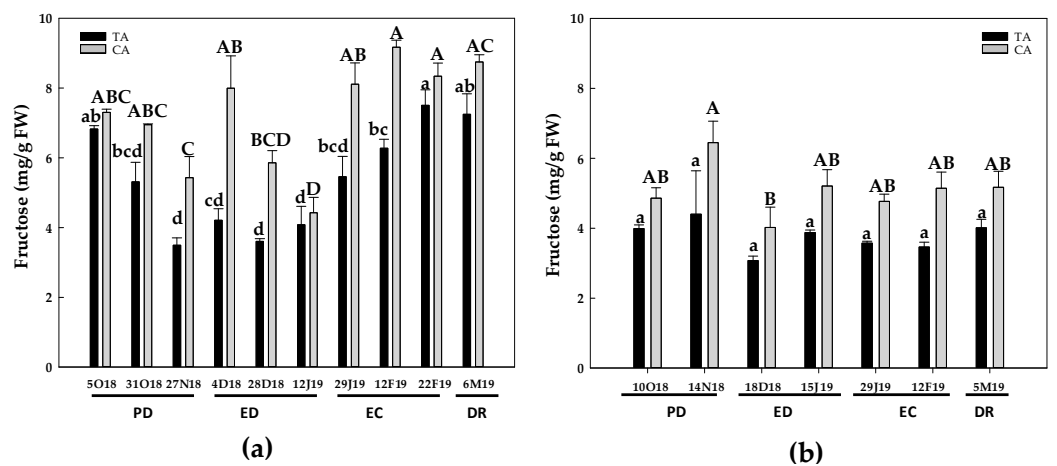 (a)
Fructose (mg/g FW)
10
8
6
4
2
0
TA
CA
ab ABC bcd ABC d C cd AB d BCD d D bcd AB bc A a A ab AC
5O18 31O18 27N18 4D18 28D18 12J19 29J19 12F19 22F19 6M19
PD ED EC DR
(a)
(b)
Fructose (mg/g FW)
10
8
6
4
2
0
TA
CA
a AB a A a B a AB a AB a AB a AB
10O18 14N18 18D18 15J19 29J19 12F19 5M19
PD ED EC DR
(b)